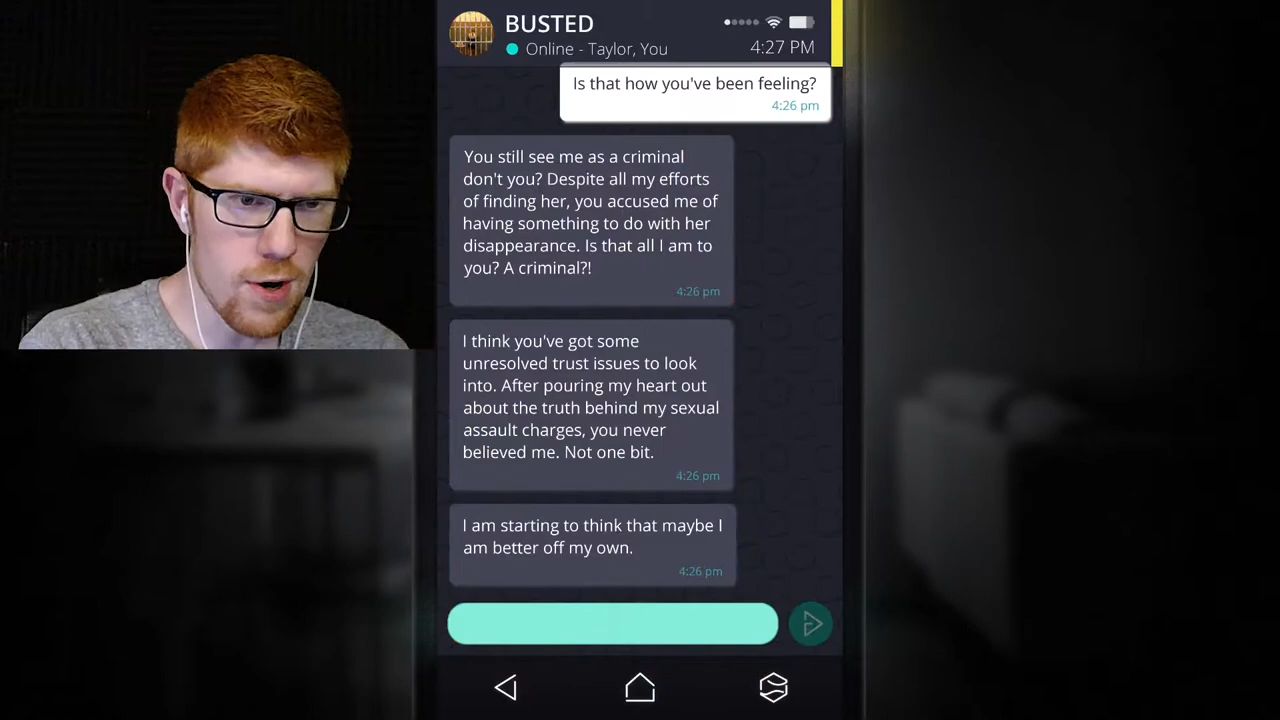 BUSTED
Online - Taylor, You
4:27 PM
Is that how you've been feeling?
4:26 pm
You still see me as a criminal
don't you? Despite all my efforts
of finding her, you accused me of
having something to do with her
disappearance. Is that all I am to
you? A criminal?!
4:26 pm
I think you've got some
unresolved trust issues to look
into. After pouring my heart out
about the truth behind my sexual
assault charges, you never
believed me. Not one bit.
4:26 pm
I am starting to think that maybe I
am better off my own.
4:26 pm